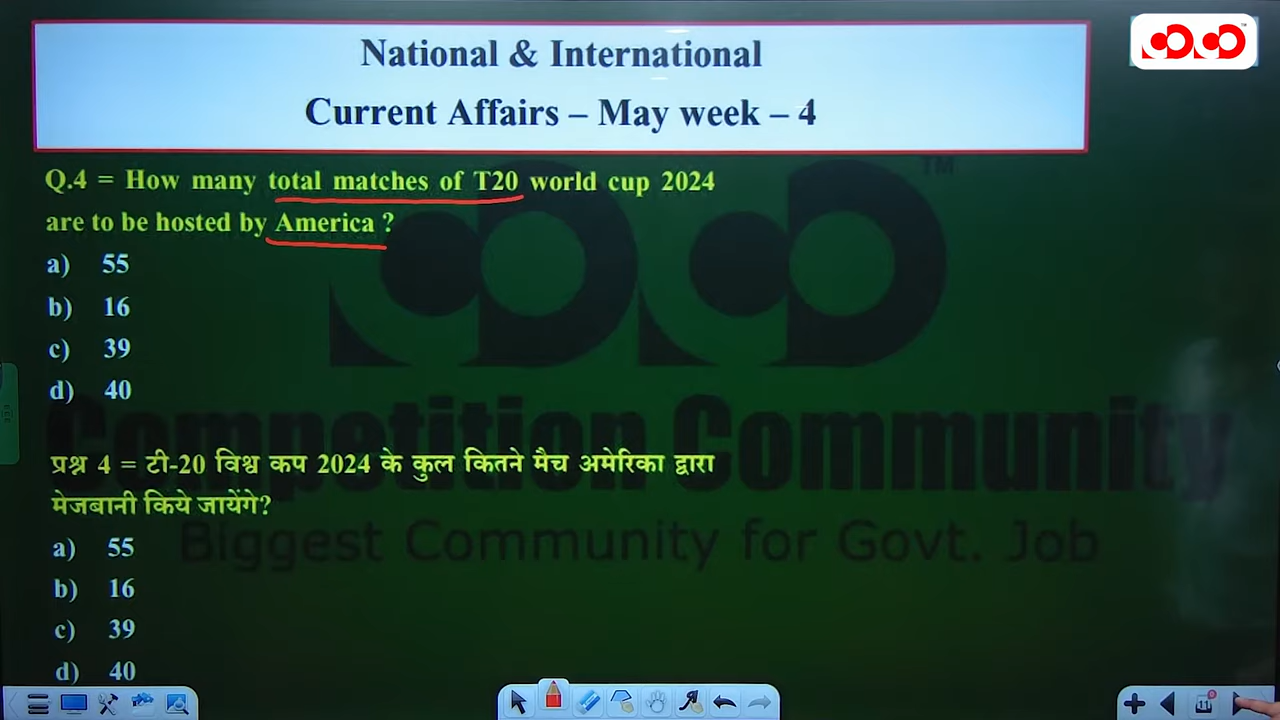 National & International
Current Affairs – May week – 4
Q.4 = How many total matches of T20 world cup 2024
are to be hosted by America ?
a) 55
b) 16
c) 39
d) 40
प्रश्न 4 = टी-20 विश्व कप 2024 के कुल कितने मैच अमेरिका द्वारा
मेजबानी किये जायेंगे?
a) 55
b) 16
c) 39
d) 40
TM
Competition Community
Biggest Community for Govt. Job